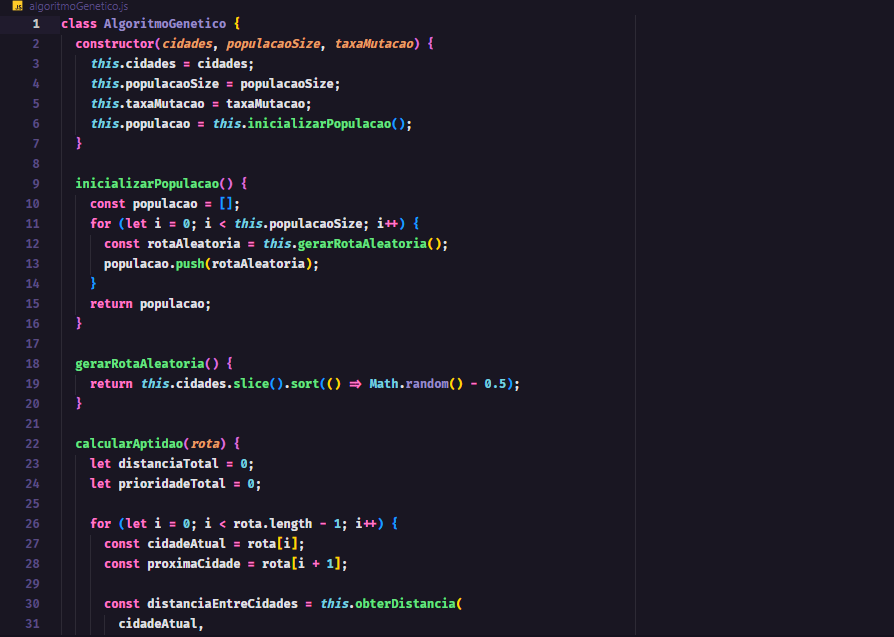 JS algoritmoGenetico.js
1 class AlgoritmoGenetico {
2 constructor(cidades, populacaoSize, taxaMutacao) {
3 this.cidades = cidades;
4 this.populacaoSize = populacaoSize;
5 this.taxaMutacao = taxaMutacao;
6 this.populacao = this.inicializarPopulacao();
7 }
8
9 inicializarPopulacao() {
10 const populacao = [];
11 for (let i = 0; i < this.populacaoSize; i++) {
12 const rotaAleatoria = this.gerarRotaAleatoria();
13 populacao.push(rotaAleatoria);
14 }
15 return populacao;
16 }
17
18 gerarRotaAleatoria() {
19 return this.cidades.slice().sort(() => Math.random() - 0.5);
20 }
21
22 calcularAptidao(rota) {
23 let distanciaTotal = 0;
24 let prioridadeTotal = 0;
25
26 for (let i = 0; i < rota.length - 1; i++) {
27 const cidadeAtual = rota[i];
28 const proximaCidade = rota[i + 1];
29
30 const distanciaEntreCidades = this.obterDistancia(
31 cidadeAtual,